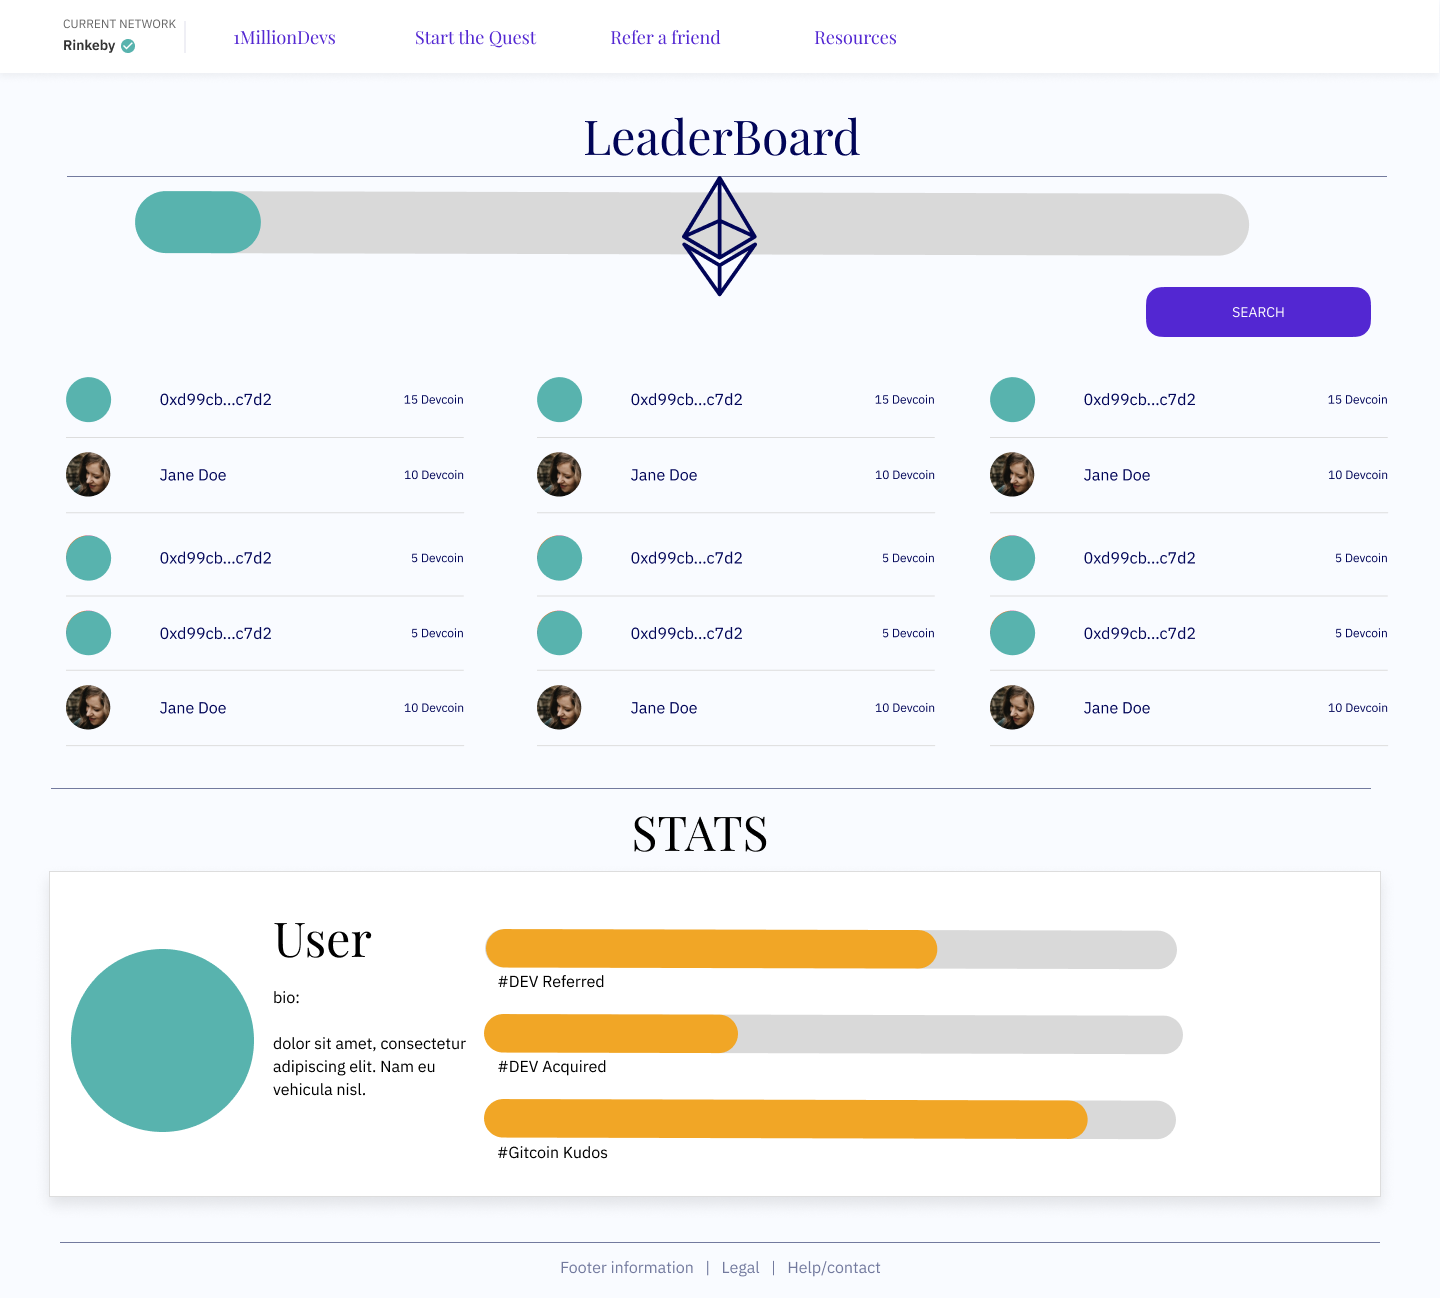 CURRENT NETWORK
Rinkeby
1MillionDevs
Start the Quest
Refer a friend
Resources
LeaderBoard
SEARCH
0xd99cb...c7d2 15 Devcoin
0xd99cb...c7d2 15 Devcoin
0xd99cb...c7d2 15 Devcoin
Jane Doe 10 Devcoin
Jane Doe 10 Devcoin
Jane Doe 10 Devcoin
0xd99cb...c7d2 5 Devcoin
0xd99cb...c7d2 5 Devcoin
0xd99cb...c7d2 5 Devcoin
0xd99cb...c7d2 5 Devcoin
0xd99cb...c7d2 5 Devcoin
0xd99cb...c7d2 5 Devcoin
Jane Doe 10 Devcoin
Jane Doe 10 Devcoin
Jane Doe 10 Devcoin
STATS
User
bio:
dolor sit amet, consectetur
adipiscing elit. Nam eu
vehicula nisl.
#DEV Referred
#DEV Acquired
#Gitcoin Kudos
Footer information | Legal | Help/contact